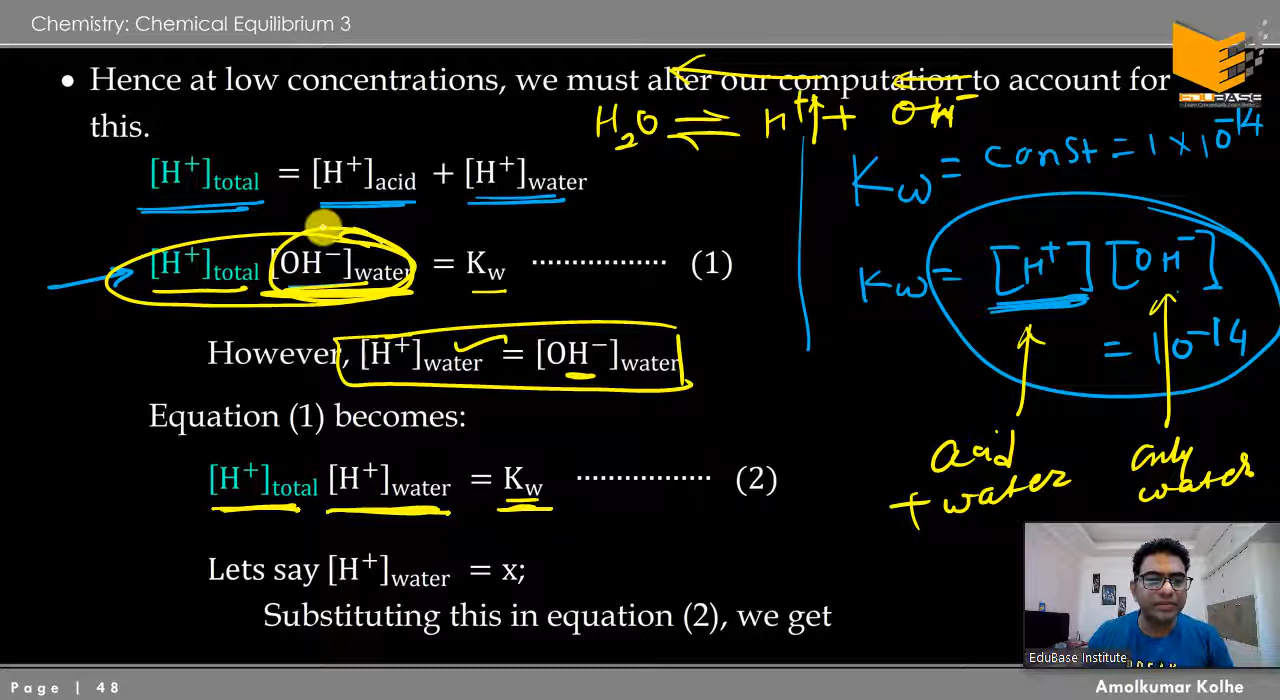 Chemistry: Chemical Equilibrium 3
EDUBASE
• Hence at low concentrations, we must alter our computation to account for
this.
H₂O ⇌ H⁺↑ + OH⁻
[H⁺]total = [H⁺]acid + [H⁺]water
[H⁺]total [OH⁻]water = Kw ················· (1)
However, [H⁺]water = [OH⁻]water
Equation (1) becomes:
[H⁺]total [H⁺]water = Kw ················· (2)
Lets say [H⁺]water = x;
Substituting this in equation (2), we get
Kw = const = 1 × 10⁻¹⁴
Kw = [H⁺] [OH⁻]
= 10⁻¹⁴
acid
+ water
only
water
EduBase Institute
Page | 48
Amolkumar Kolhe